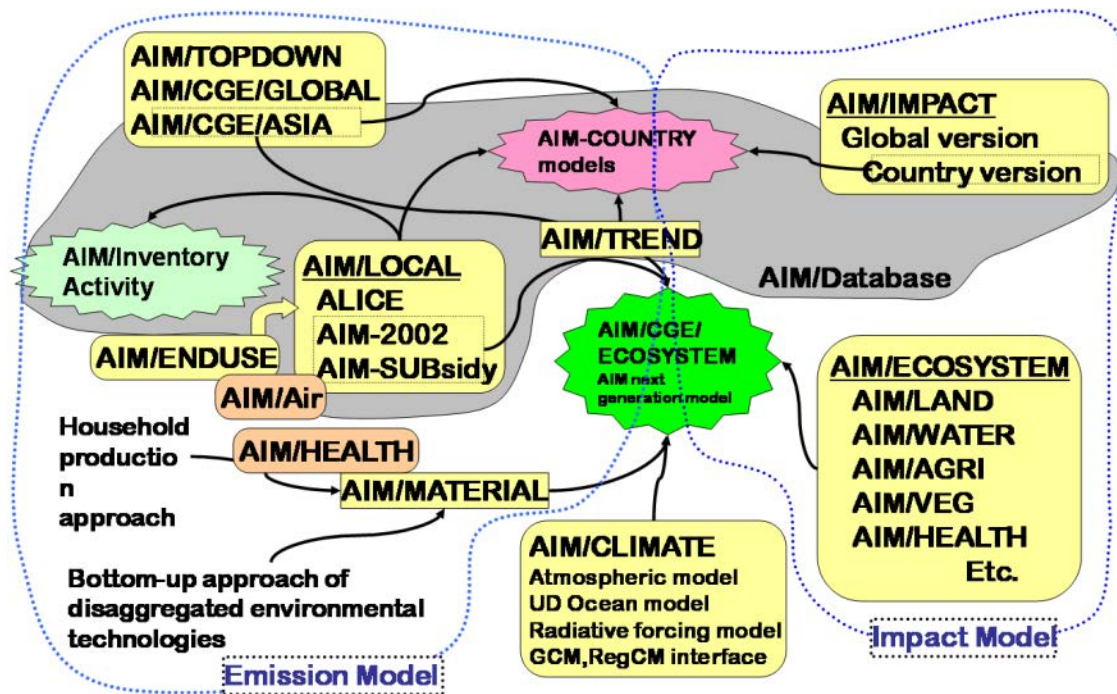 AIM/TOPDOWN
AIM/CGE/GLOBAL
AIM/CGE/ASIA
AIM-COUNTRY
models
AIM/IMPACT
Global version
Country version
AIM/Inventory
Activity
AIM/LOCAL
ALICE
AIM-2002
AIM-SUBsidy
AIM/TREND
AIM/Database
AIM/ENDUSE
AIM/Air
AIM/CGE/
ECOSYSTEM
AIM next
generation model
AIM/ECOSYSTEM
AIM/LAND
AIM/WATER
AIM/AGRI
AIM/VEG
AIM/HEALTH
Etc.
Household
productio
n
approach
AIM/HEALTH
AIM/MATERIAL
Bottom-up approach of
disaggregated environmental
technologies
AIM/CLIMATE
Atmospheric model
UD Ocean model
Radiative forcing model
GCM,RegCM interface
Emission Model
Impact Model